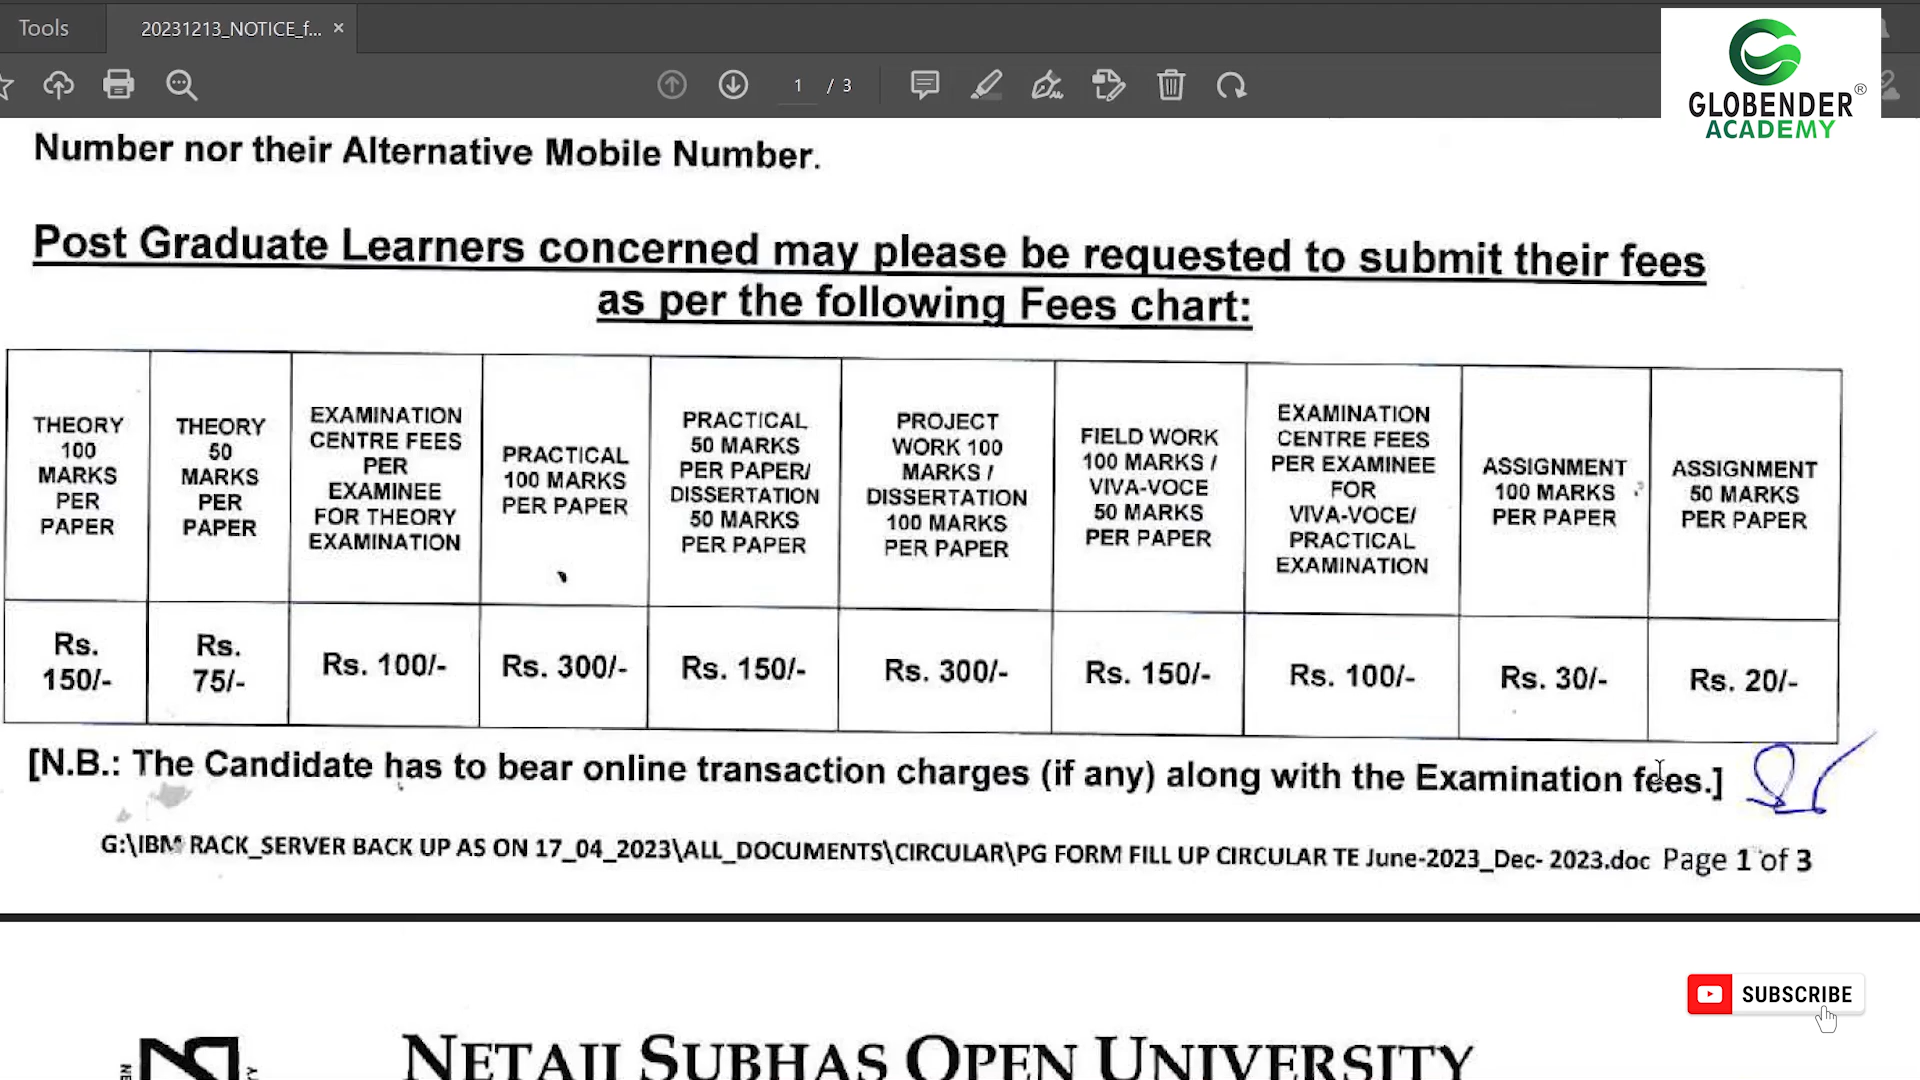 Tools
20231213_NOTICE_f... ×
1 / 3
GLOBENDER®
ACADEMY
Number nor their Alternative Mobile Number.
Post Graduate Learners concerned may please be requested to submit their fees
as per the following Fees chart:
THEORY
100
MARKS
PER
PAPER
THEORY
50
MARKS
PER
PAPER
EXAMINATION
CENTRE FEES
PER
EXAMINEE
FOR THEORY
EXAMINATION
PRACTICAL
100 MARKS
PER PAPER
PRACTICAL
50 MARKS
PER PAPER/
DISSERTATION
50 MARKS
PER PAPER
PROJECT
WORK 100
MARKS /
DISSERTATION
100 MARKS
PER PAPER
FIELD WORK
100 MARKS /
VIVA-VOCE
50 MARKS
PER PAPER
EXAMINATION
CENTRE FEES
PER EXAMINEE
FOR
VIVA-VOCE/
PRACTICAL
EXAMINATION
ASSIGNMENT
100 MARKS
PER PAPER
ASSIGNMENT
50 MARKS
PER PAPER
Rs.
150/-
Rs.
75/-
Rs. 100/-
Rs. 300/-
Rs. 150/-
Rs. 300/-
Rs. 150/-
Rs. 100/-
Rs. 30/-
Rs. 20/-
[N.B.: The Candidate has to bear online transaction charges (if any) along with the Examination fees.]
G:\IBM RACK_SERVER BACK UP AS ON 17_04_2023\ALL_DOCUMENTS\CIRCULAR\PG FORM FILL UP CIRCULAR TE June-2023_Dec- 2023.doc Page 1 of 3
SUBSCRIBE
NETAJI SUBHAS OPEN UNIVERSITY